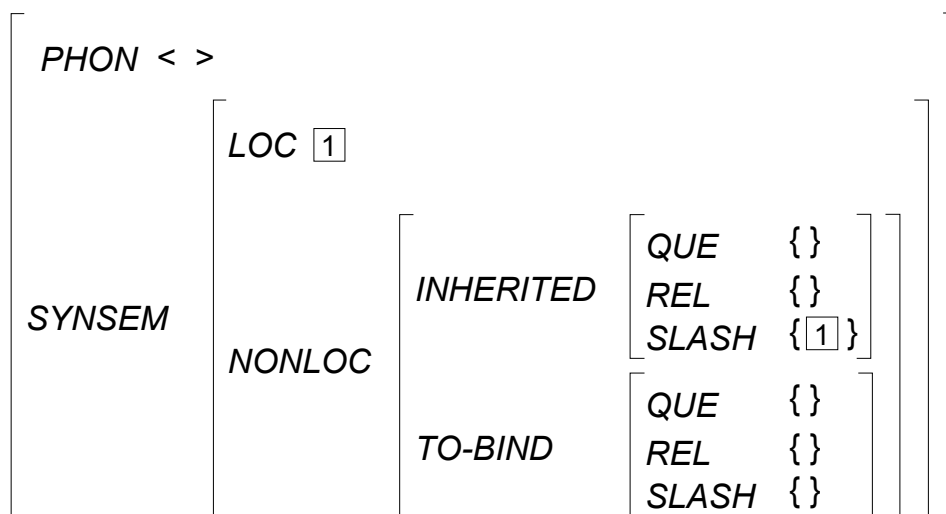 PHON < >
LOC 1
QUE { }
INHERITED REL { }
SYNSEM SLASH { 1 }
NONLOC
QUE { }
TO-BIND REL { }
SLASH { }